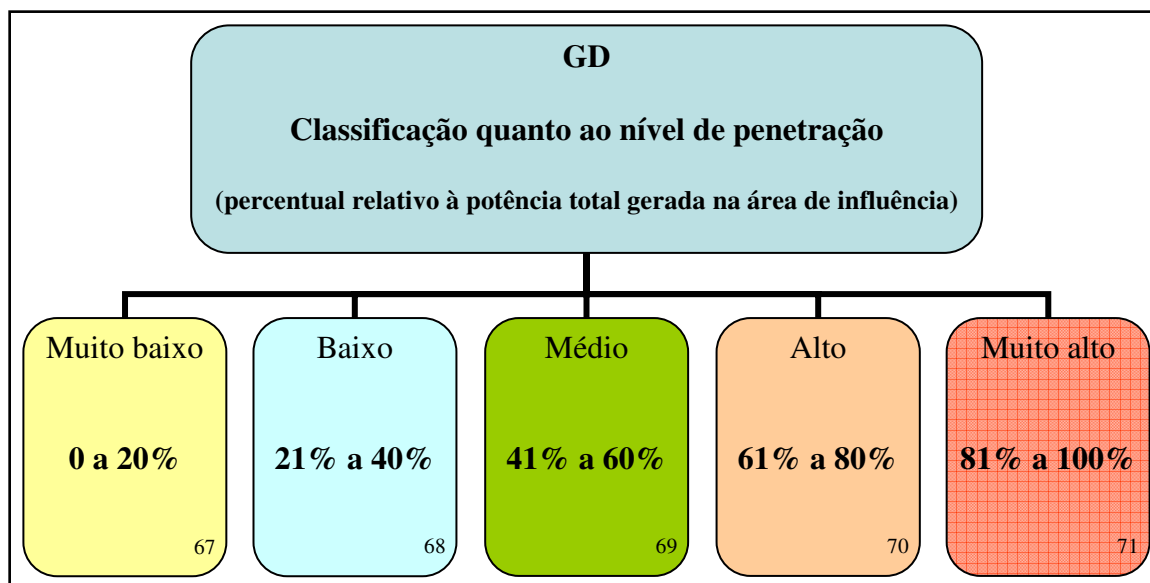 GD
Classificação quanto ao nível de penetração
(percentual relativo à potência total gerada na área de influência)
Muito baixo
0 a 20%
67
Baixo
21% a 40%
68
Médio
41% a 60%
69
Alto
61% a 80%
70
Muito alto
81% a 100%
71